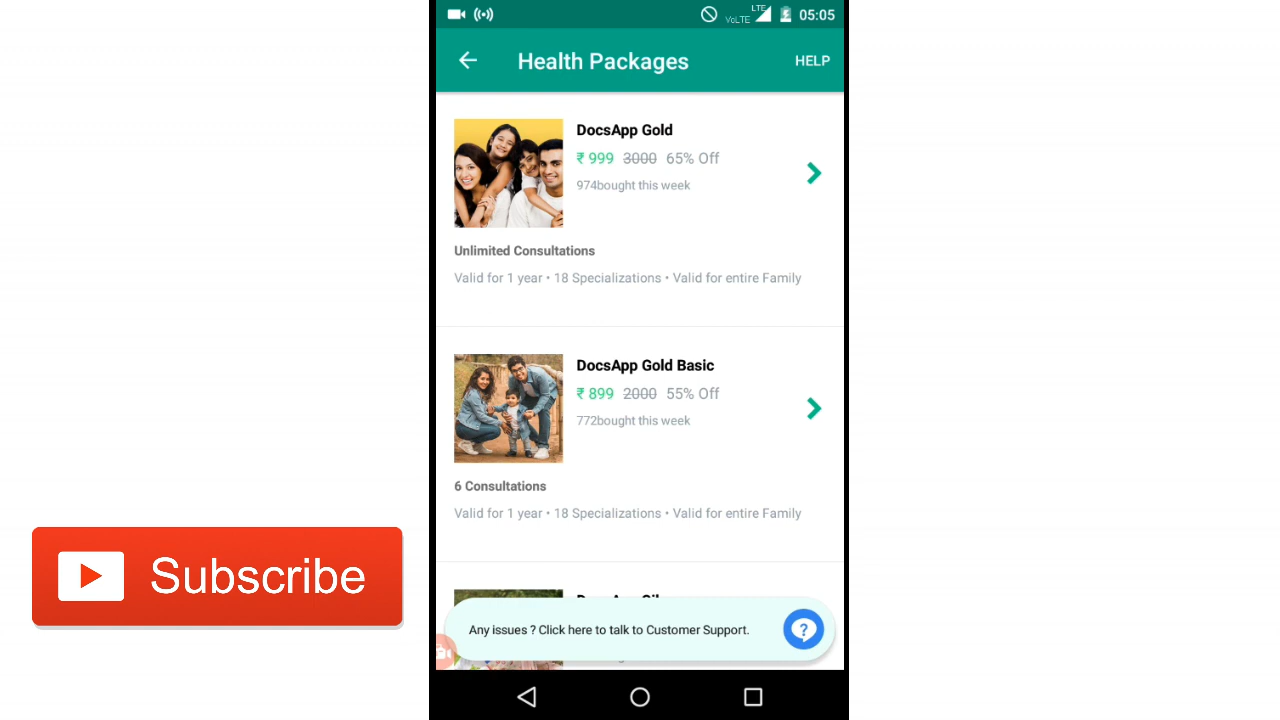 LTE
VoLTE
05:05
Health Packages
HELP
DocsApp Gold
₹ 999 3000 65% Off
974bought this week
Unlimited Consultations
Valid for 1 year • 18 Specializations • Valid for entire Family
DocsApp Gold Basic
₹ 899 2000 55% Off
772bought this week
6 Consultations
Valid for 1 year • 18 Specializations • Valid for entire Family
Any issues ? Click here to talk to Customer Support.
Subscribe